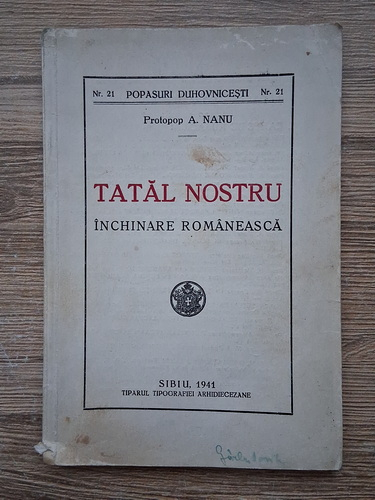 Nr. 21 POPASURI DUHOVNICEȘTI Nr. 21
Protopop A. NANU
TATĂL NOSTRU
ÎNCHINARE ROMÂNEASCĂ
SIBIU, 1941
TIPARUL TIPOGRAFIEI ARHIDIECEZANE